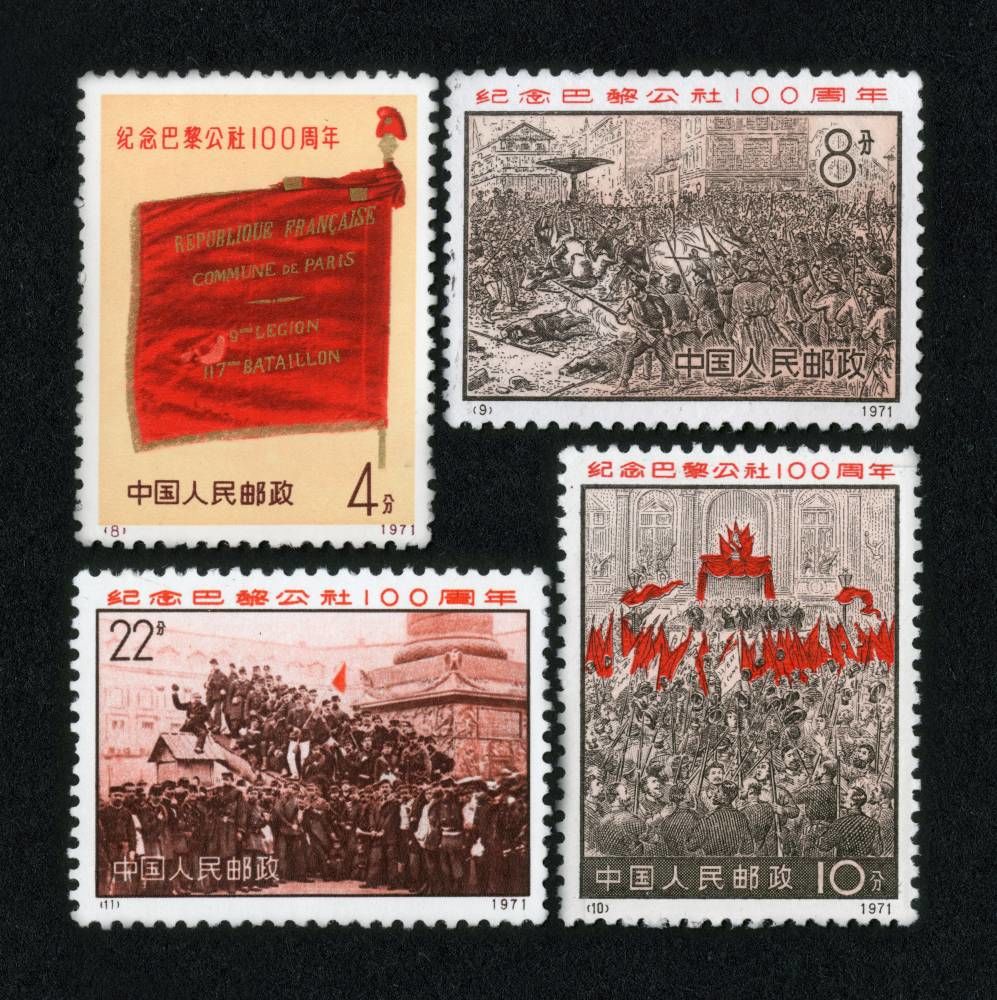 纪念巴黎公社100周年
REPUBLIQUE FRANÇAISE
COMMUNE DE PARIS
9me LEGION
117me BATAILLON
中国人民邮政
4分
(8)
1971
纪念巴黎公社100周年
8分
中国人民邮政
(9)
1971
纪念巴黎公社100周年
22分
中国人民邮政
(11)
1971
纪念巴黎公社100周年
中国人民邮政 10分
(10)
1971